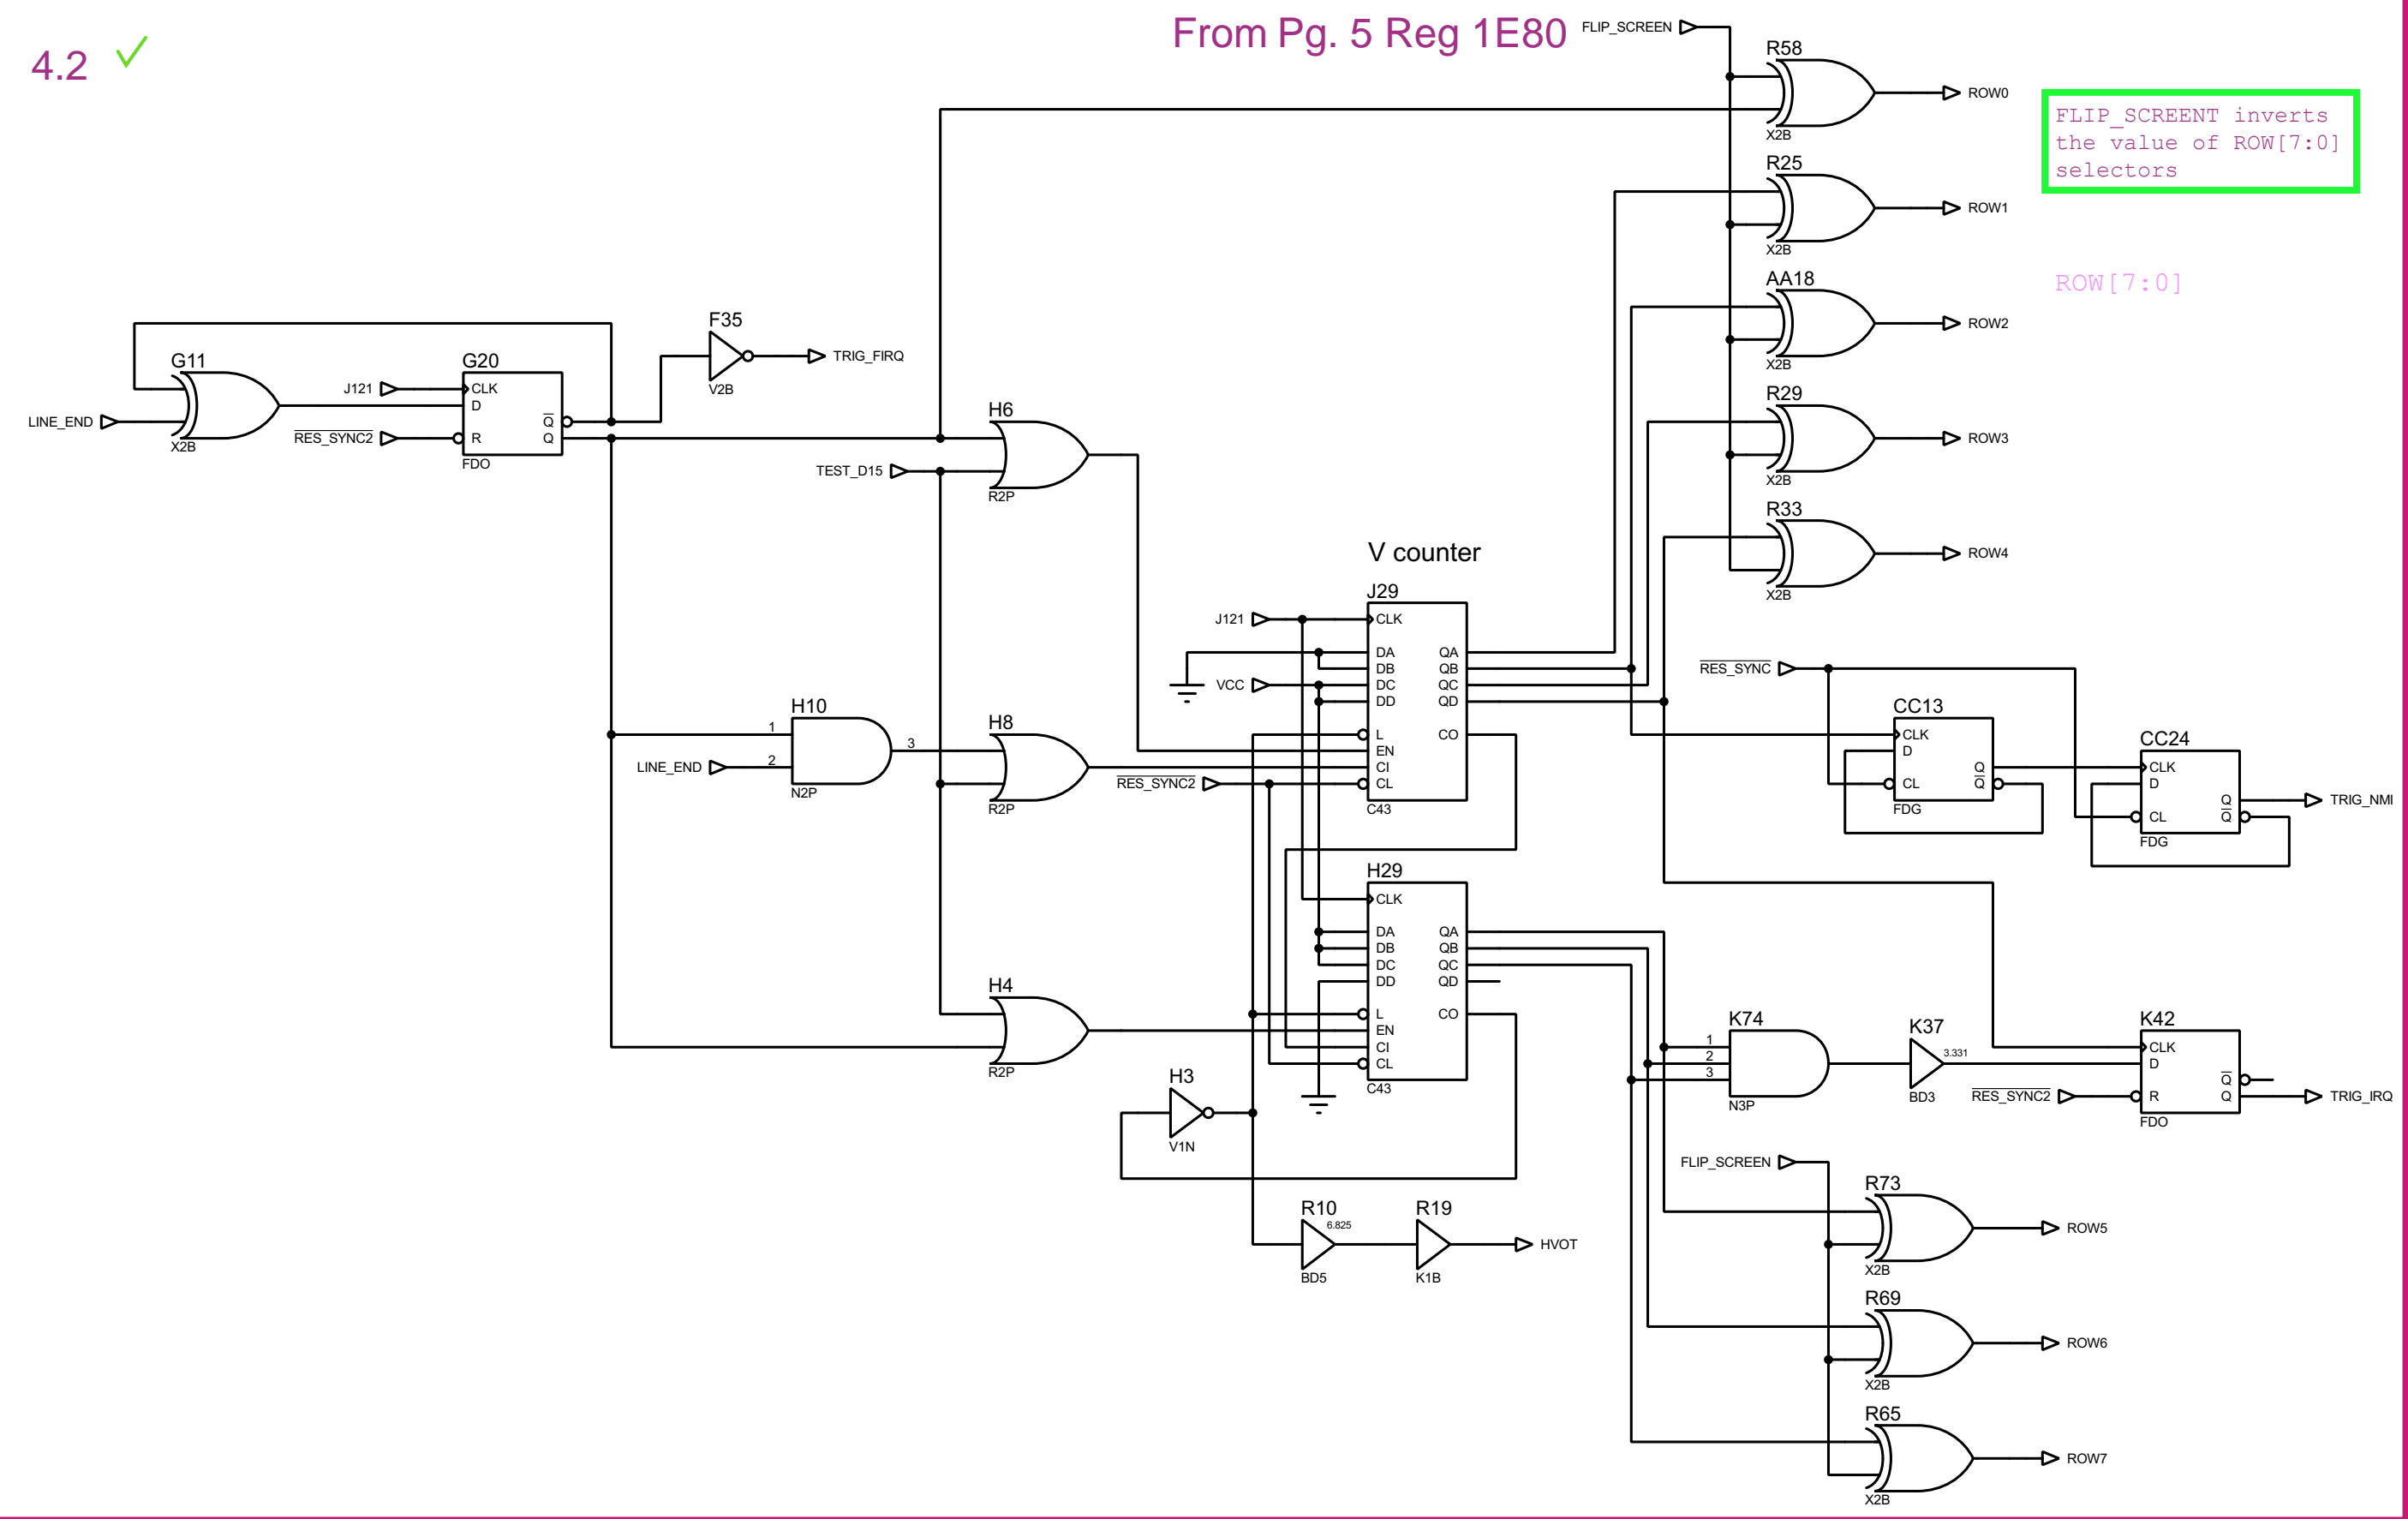 4.2
From Pg. 5 Reg 1E80
FLIP_SCREEN
R58
X2B
ROW0
FLIP_SCREENT inverts
the value of ROW[7:0]
selectors
R25
X2B
ROW1
ROW[7:0]
AA18
X2B
ROW2
R29
X2B
ROW3
R33
X2B
ROW4
G11
X2B
LINE_END
J121
RES_SYNC2
G20
CLK
D
R
Q
Q
FDO
F35
V2B
TRIG_FIRQ
H6
R2P
TEST_D15
V counter
J29
J121
CLK
DA QA
DB QB
VCC
DC QC
DD QD
L CO
EN
CI
RES_SYNC2
CL
C43
H10
1
2
3
LINE_END
N2P
H8
R2P
RES_SYNC
CC13
CLK
D
Q
CL Q
FDG
CC24
CLK
D
Q
CL Q
FDG
TRIG_NMI
H29
CLK
DA QA
DB QB
DC QC
DD QD
L CO
EN
CI
CL
C43
H4
R2P
H3
V1N
K74
1
2
3
N3P
K37
3.331
BD3
RES_SYNC2
K42
CLK
D
Q
R Q
FDO
TRIG_IRQ
R10
6.825
BD5
R19
K1B
HVOT
FLIP_SCREEN
R73
X2B
ROW5
R69
X2B
ROW6
R65
X2B
ROW7